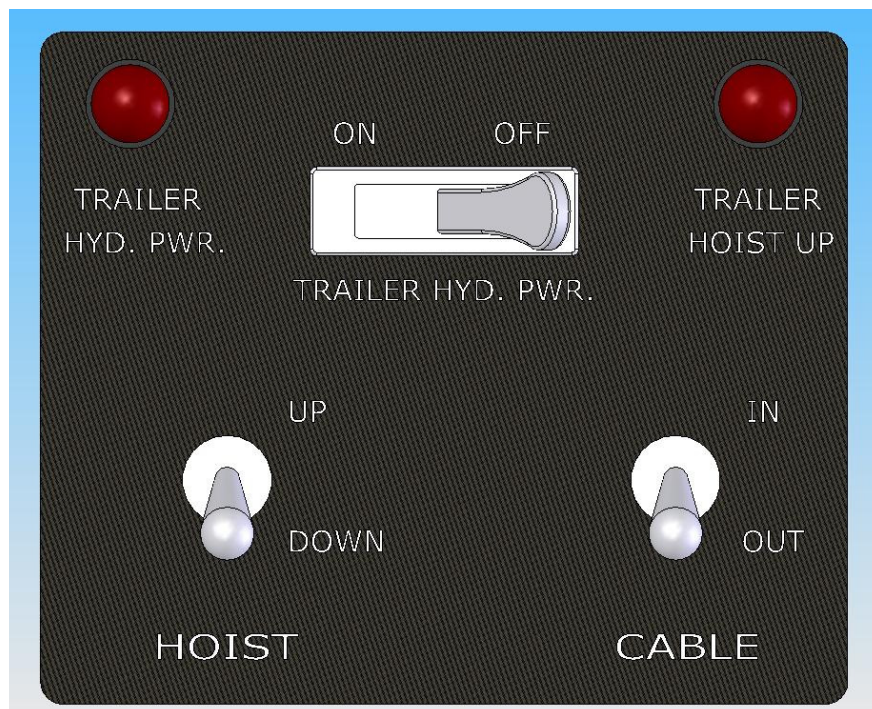 ON OFF
TRAILER
HYD. PWR.
TRAILER
HOIST UP
TRAILER HYD. PWR.
UP
DOWN
HOIST
IN
OUT
CABLE